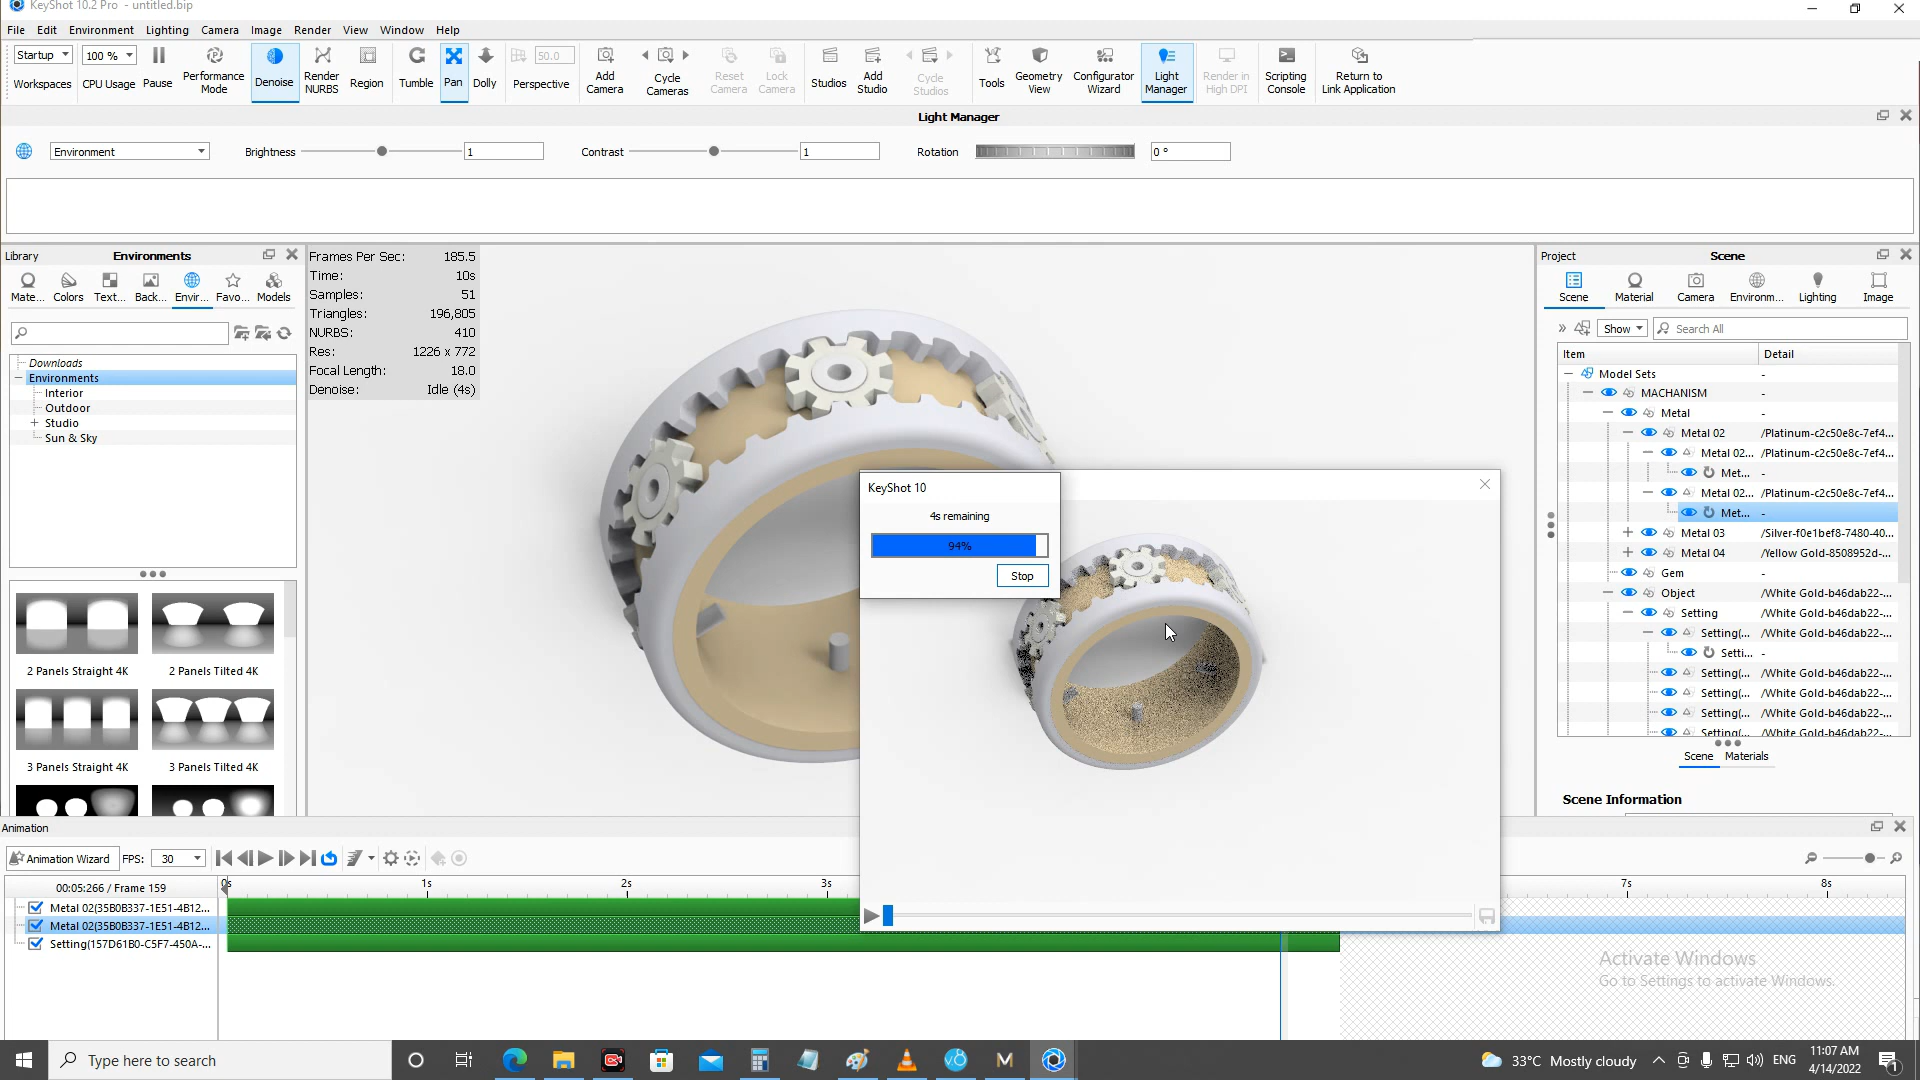 KeyShot 10.2 Pro - untitled.bip
File Edit Environment Lighting Camera Image Render View Window Help
Startup 100 % 50.0
Workspaces CPU Usage Pause Performance Mode Denoise Render NURBS Region Tumble Pan Dolly Perspective Add Camera Cycle Cameras Reset Camera Lock Camera Studios Add Studio Cycle Studios Tools Geometry View Configurator Wizard Light Manager Render in High DPI Scripting Console Return to Link Application
Light Manager
Environment Brightness 1 Contrast 1 Rotation 0 °
Library Environments
Mate... Colors Text... Back... Envir... Favo... Models
Downloads
Environments
Interior
Outdoor
Studio
Sun & Sky
2 Panels Straight 4K 2 Panels Tilted 4K
3 Panels Straight 4K 3 Panels Tilted 4K
Frames Per Sec: 185.5
Time: 10s
Samples: 51
Triangles: 196,805
NURBS: 410
Res: 1226 x 772
Focal Length: 18.0
Denoise: Idle (4s)
KeyShot 10
4s remaining
94%
Stop
Project Scene
Scene Material Camera Environm... Lighting Image
» Show Search All
Item Detail
Model Sets -
MACHANISM -
Metal -
Metal 02 /Platinum-c2c50e8c-7ef4...
Metal 02... /Platinum-c2c50e8c-7ef4...
Met... -
Metal 02... /Platinum-c2c50e8c-7ef4...
Met... -
Metal 03 /Silver-f0e1bef8-7480-40...
Metal 04 /Yellow Gold-8508952d-...
Gem -
Object /White Gold-b46dab22-...
Setting /White Gold-b46dab22-...
Setting(... /White Gold-b46dab22-...
Setti... -
Setting(... /White Gold-b46dab22-...
Setting(... /White Gold-b46dab22-...
Setting(... /White Gold-b46dab22-...
Setting(... /White Gold-b46dab22-...
Scene Materials
Scene Information
Animation
Animation Wizard FPS: 30
00:05:266 / Frame 159 0s 1s 2s 3s 7s 8s
Metal 02(35B0B337-1E51-4B12...
Metal 02(35B0B337-1E51-4B12...
Setting(157D61B0-C5F7-450A-...
Activate Windows
Go to Settings to activate Windows.
Type here to search
33°C Mostly cloudy ENG 11:07 AM
4/14/2022
1